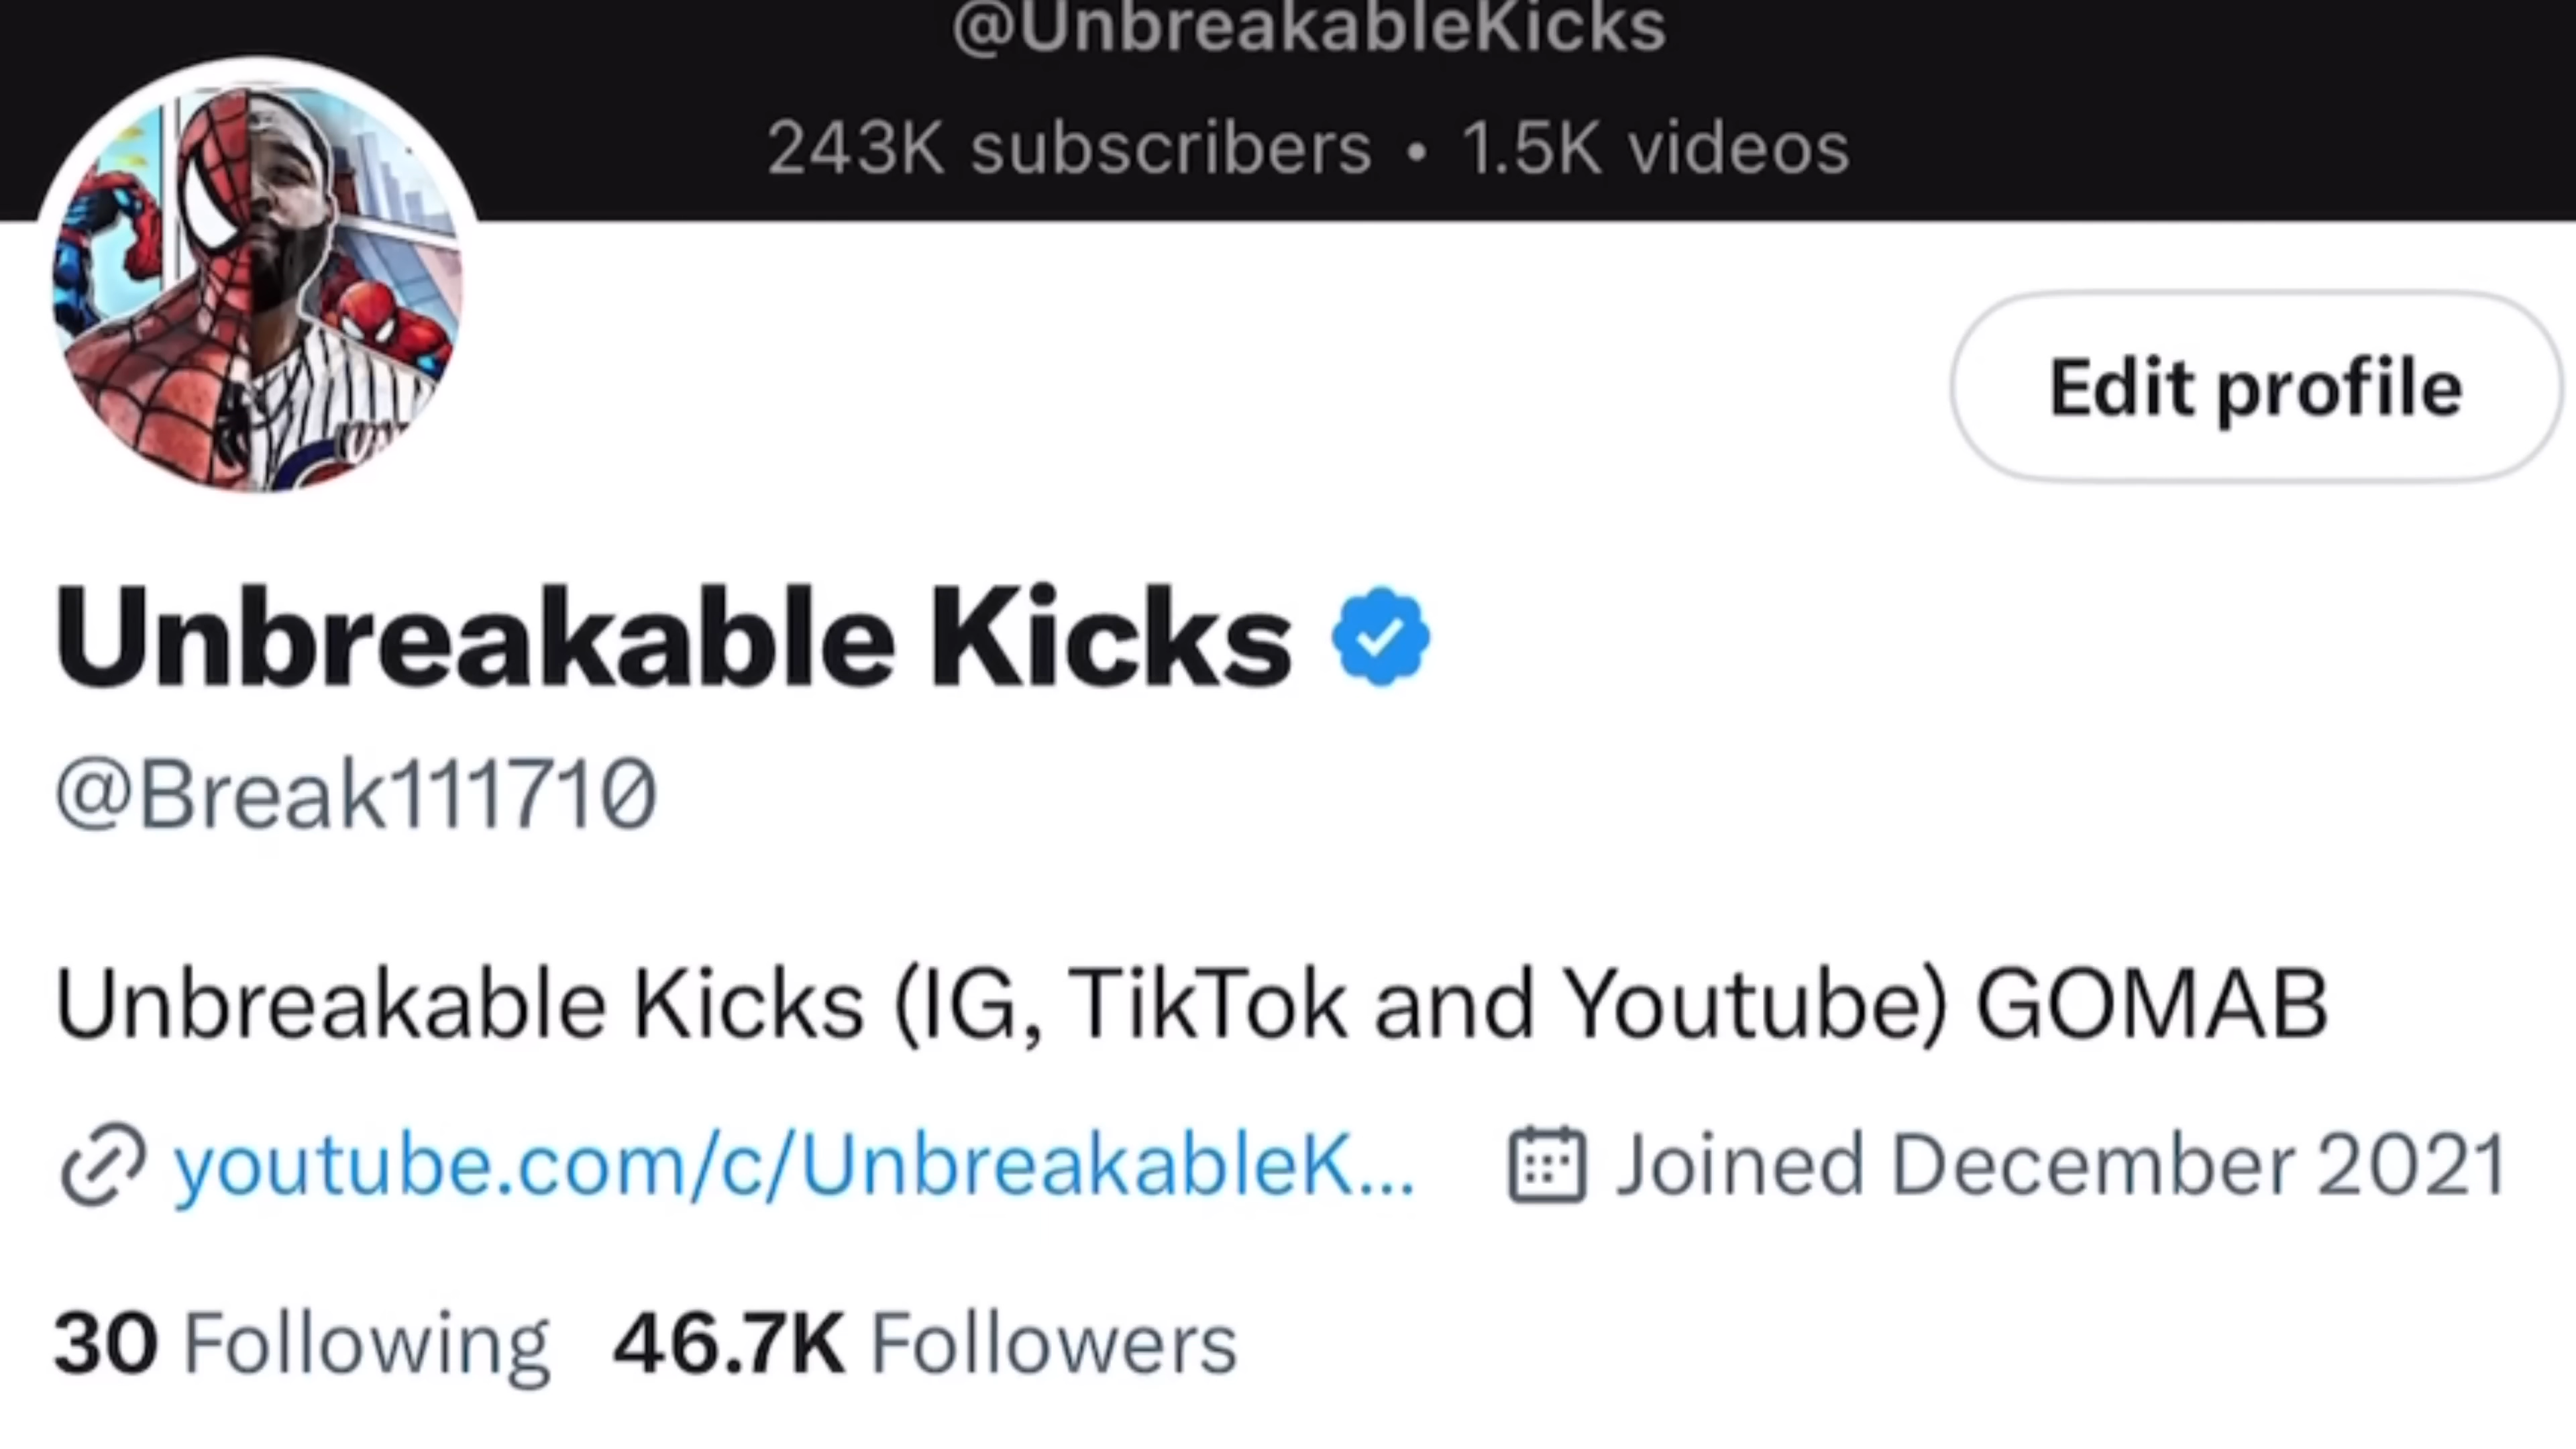 @UnbreakableKicks
243K subscribers • 1.5K videos
Edit profile
Unbreakable Kicks
@Break111710
Unbreakable Kicks (IG, TikTok and Youtube) GOMAB
youtube.com/c/UnbreakableK... Joined December 2021
30 Following 46.7K Followers